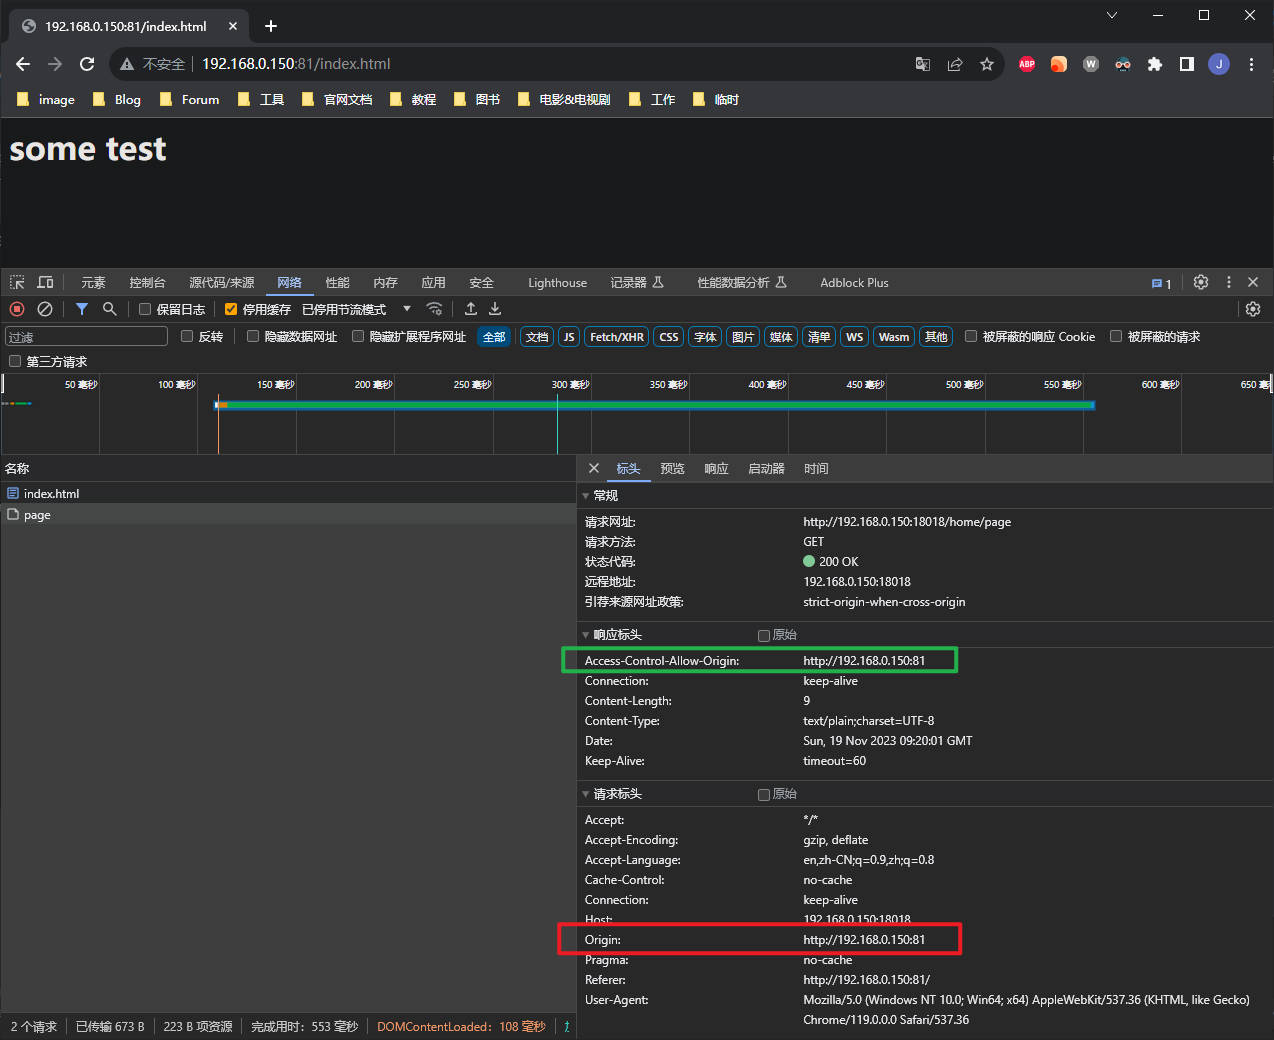 192.168.0.150:81/index.html
不安全 192.168.0.150:81/index.html
ABP W J
image Blog Forum 工具 官网文档 教程 图书 电影&电视剧 工作 临时
some test
元素 控制台 源代码/来源 网络 性能 内存 应用 安全 Lighthouse 记录器 性能数据分析 Adblock Plus 1
保留日志 停用缓存 已停用节流模式
过滤 反转 隐藏数据网址 隐藏扩展程序网址 全部 文档 JS Fetch/XHR CSS 字体 图片 媒体 清单 WS Wasm 其他 被屏蔽的响应 Cookie 被屏蔽的请求
第三方请求
50 毫秒 100 毫秒 150 毫秒 200 毫秒 250 毫秒 300 毫秒 350 毫秒 400 毫秒 450 毫秒 500 毫秒 550 毫秒 600 毫秒 650 毫
名称
index.html
page
标头 预览 响应 启动器 时间
常规
请求网址: http://192.168.0.150:18018/home/page
请求方法: GET
状态代码: 200 OK
远程地址: 192.168.0.150:18018
引荐来源网址政策: strict-origin-when-cross-origin
响应标头 原始
Access-Control-Allow-Origin: http://192.168.0.150:81
Connection: keep-alive
Content-Length: 9
Content-Type: text/plain;charset=UTF-8
Date: Sun, 19 Nov 2023 09:20:01 GMT
Keep-Alive: timeout=60
请求标头 原始
Accept: */*
Accept-Encoding: gzip, deflate
Accept-Language: en,zh-CN;q=0.9,zh;q=0.8
Cache-Control: no-cache
Connection: keep-alive
Host: 192.168.0.150:18018
Origin: http://192.168.0.150:81
Pragma: no-cache
Referer: http://192.168.0.150:81/
User-Agent: Mozilla/5.0 (Windows NT 10.0; Win64; x64) AppleWebKit/537.36 (KHTML, like Gecko)
Chrome/119.0.0.0 Safari/537.36
2 个请求 已传输 673 B 223 B 项资源 完成用时：553 毫秒 DOMContentLoaded：108 毫秒